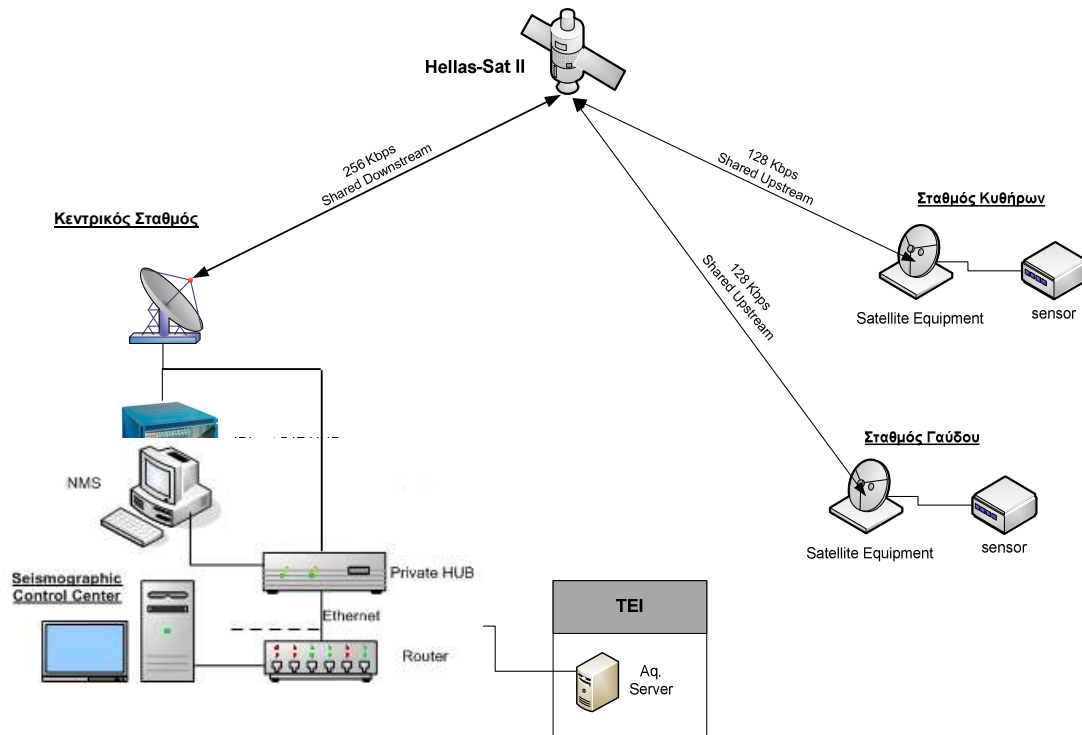 Hellas-Sat II
256 Kbps
Shared Downstream
128 Kbps
Shared Upstream
128 Kbps
Shared Upstream
Κεντρικός Σταθμός
Σταθμός Κυθήρων
Satellite Equipment
sensor
Σταθμός Γαύδου
Satellite Equipment
sensor
NMS
Private HUB
Seismographic
Control Center
Ethernet
Router
TEI
Aq.
Server